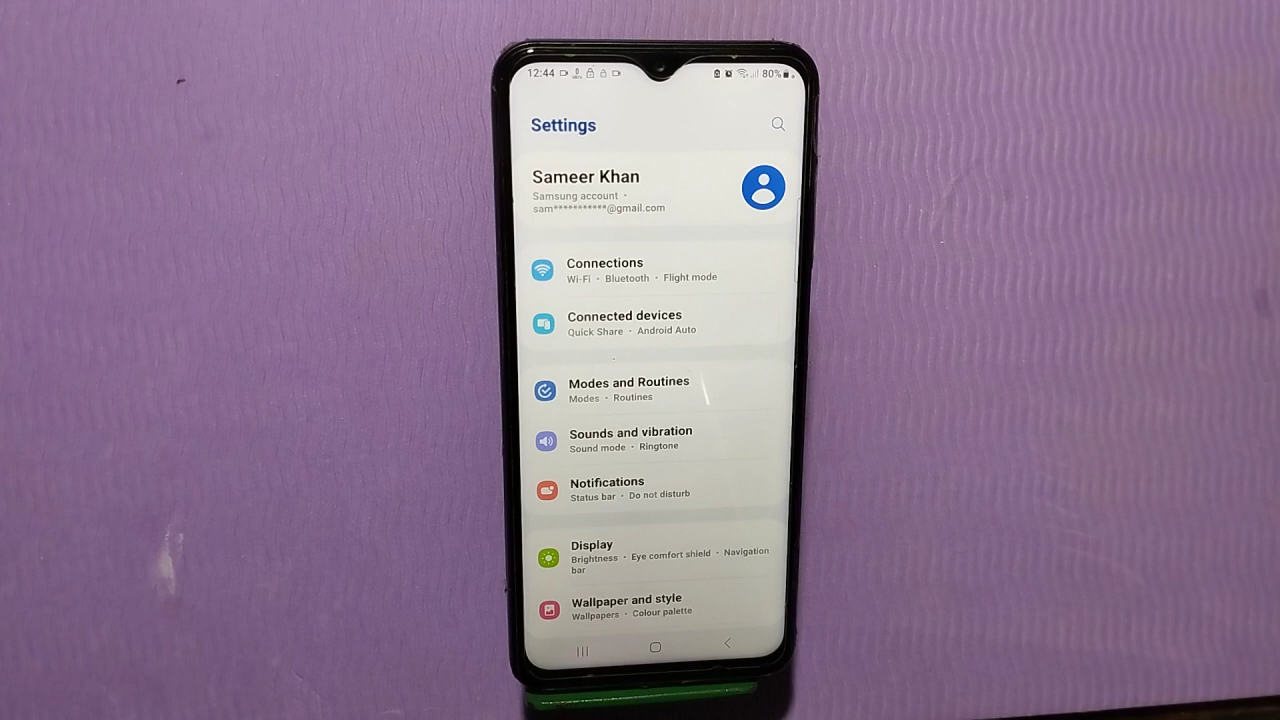 12:44
80%
Settings
Sameer Khan
Samsung account •
sam***********@gmail.com
Connections
Wi-Fi • Bluetooth • Flight mode
Connected devices
Quick Share • Android Auto
Modes and Routines
Modes • Routines
Sounds and vibration
Sound mode • Ringtone
Notifications
Status bar • Do not disturb
Display
Brightness • Eye comfort shield • Navigation
bar
Wallpaper and style
Wallpapers • Colour palette